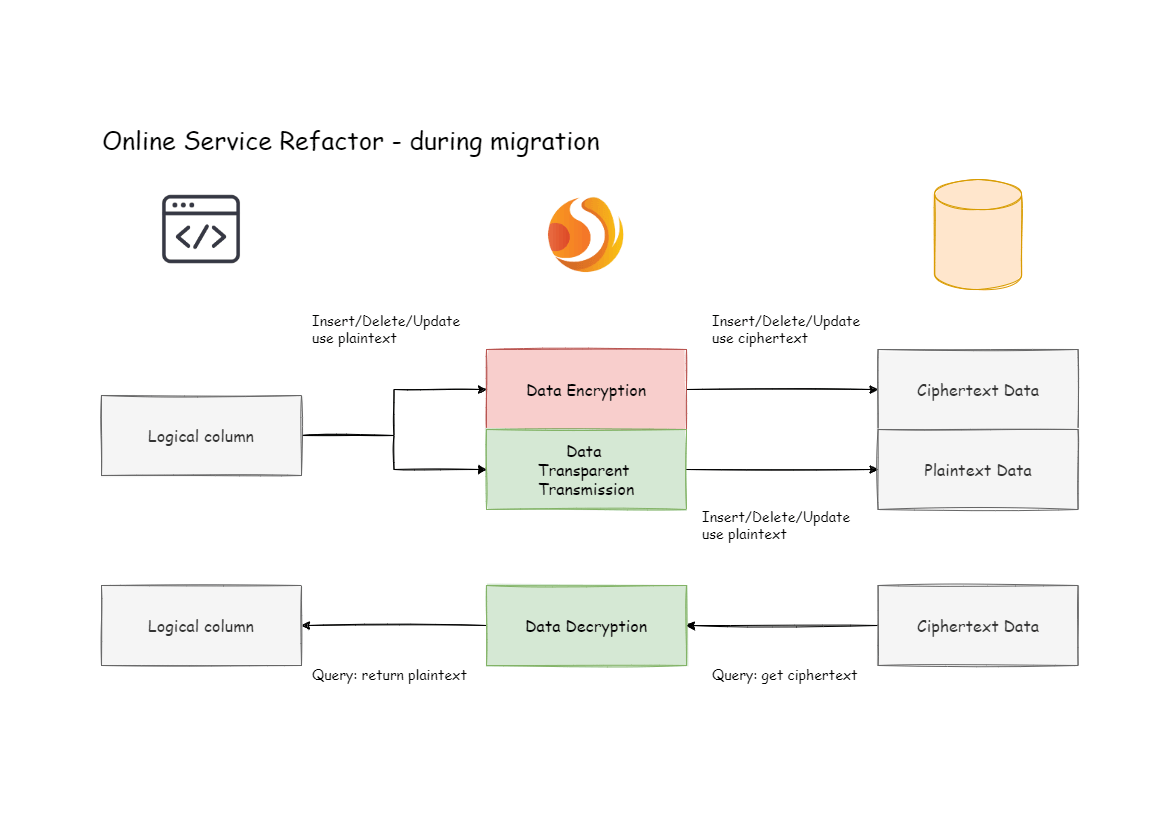 Online Service Refactor - during migration
</>
Insert/Delete/Update
use plaintext
Insert/Delete/Update
use ciphertext
Logical column
Data Encryption
Ciphertext Data
Data
Transparent
Transmission
Plaintext Data
Insert/Delete/Update
use plaintext
Logical column
Data Decryption
Ciphertext Data
Query: return plaintext
Query: get ciphertext